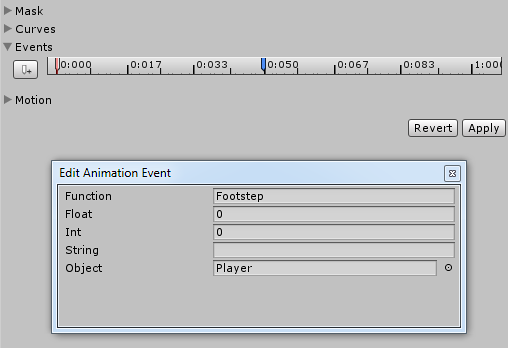 Mask
Curves
Events
0:000 0:017 0:033 0:050 0:067 0:083 1:00
Motion
Revert Apply
Edit Animation Event
Function Footstep
Float 0
Int 0
String
Object Player